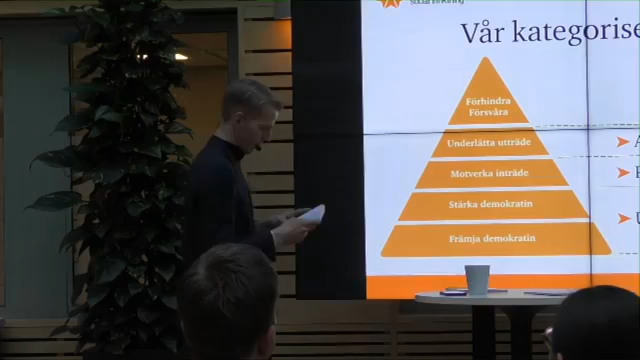 Vår kategorise
Förhindra
Försvåra
Underlätta utträde
Motverka inträde
Stärka demokratin
Främja demokratin